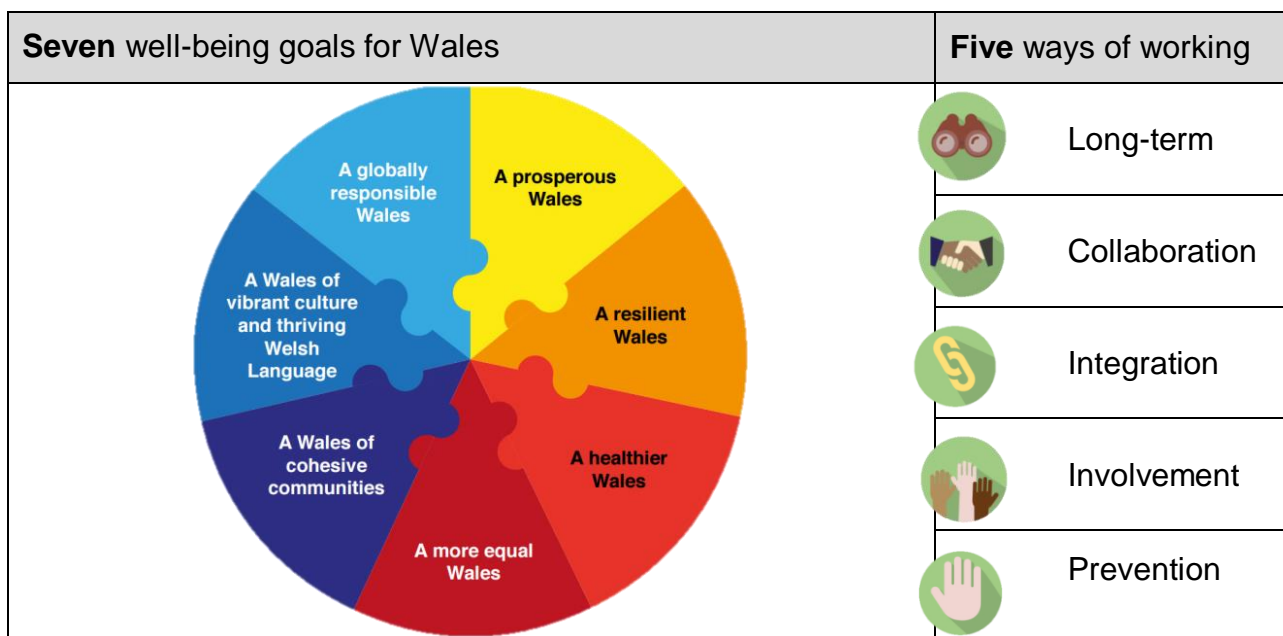 Seven well-being goals for Wales
Five ways of working
A globally
responsible
Wales
A prosperous
Wales
A resilient
Wales
A healthier
Wales
A more equal
Wales
A Wales of
cohesive
communities
A Wales of
vibrant culture
and thriving
Welsh
Language
Long-term
Collaboration
Integration
Involvement
Prevention